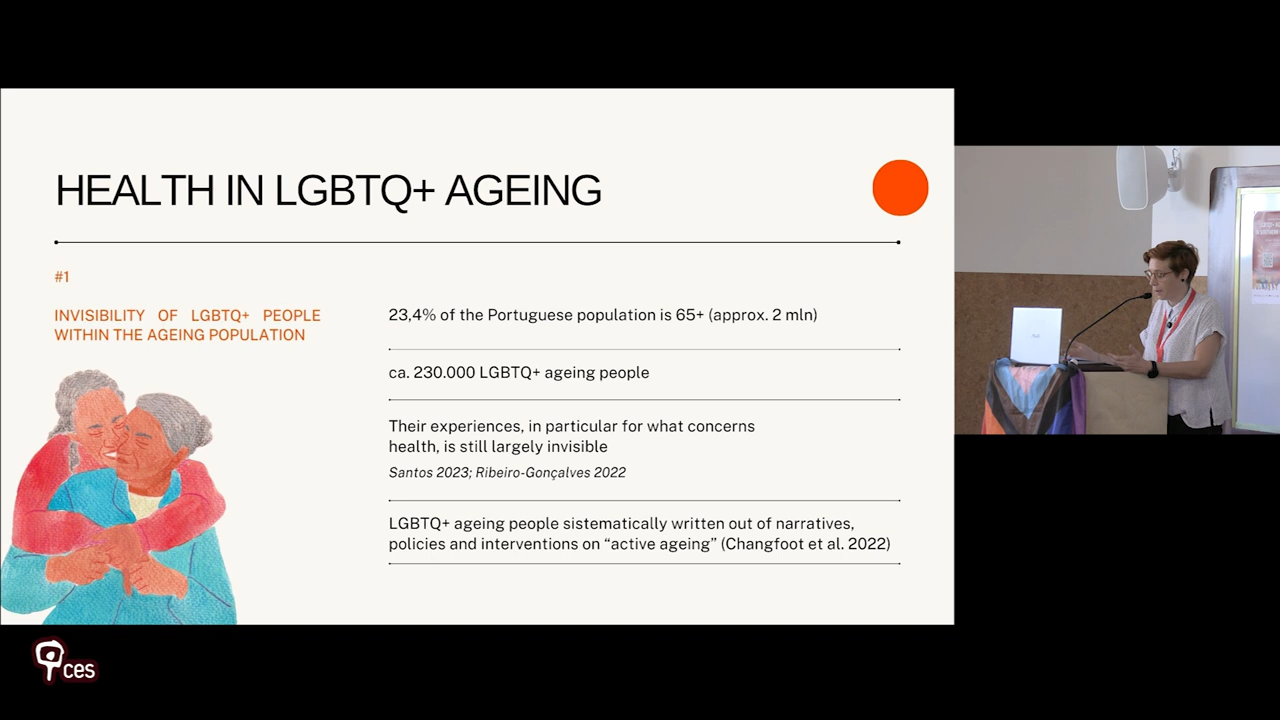 HEALTH IN LGBTQ+ AGEING
#1
INVISIBILITY OF LGBTQ+ PEOPLE
WITHIN THE AGEING POPULATION
23,4% of the Portuguese population is 65+ (approx. 2 mln)
ca. 230.000 LGBTQ+ ageing people
Their experiences, in particular for what concerns
health, is still largely invisible
Santos 2023; Ribeiro-Gonçalves 2022
LGBTQ+ ageing people sistematically written out of narratives,
policies and interventions on “active ageing” (Changfoot et al. 2022)
ces